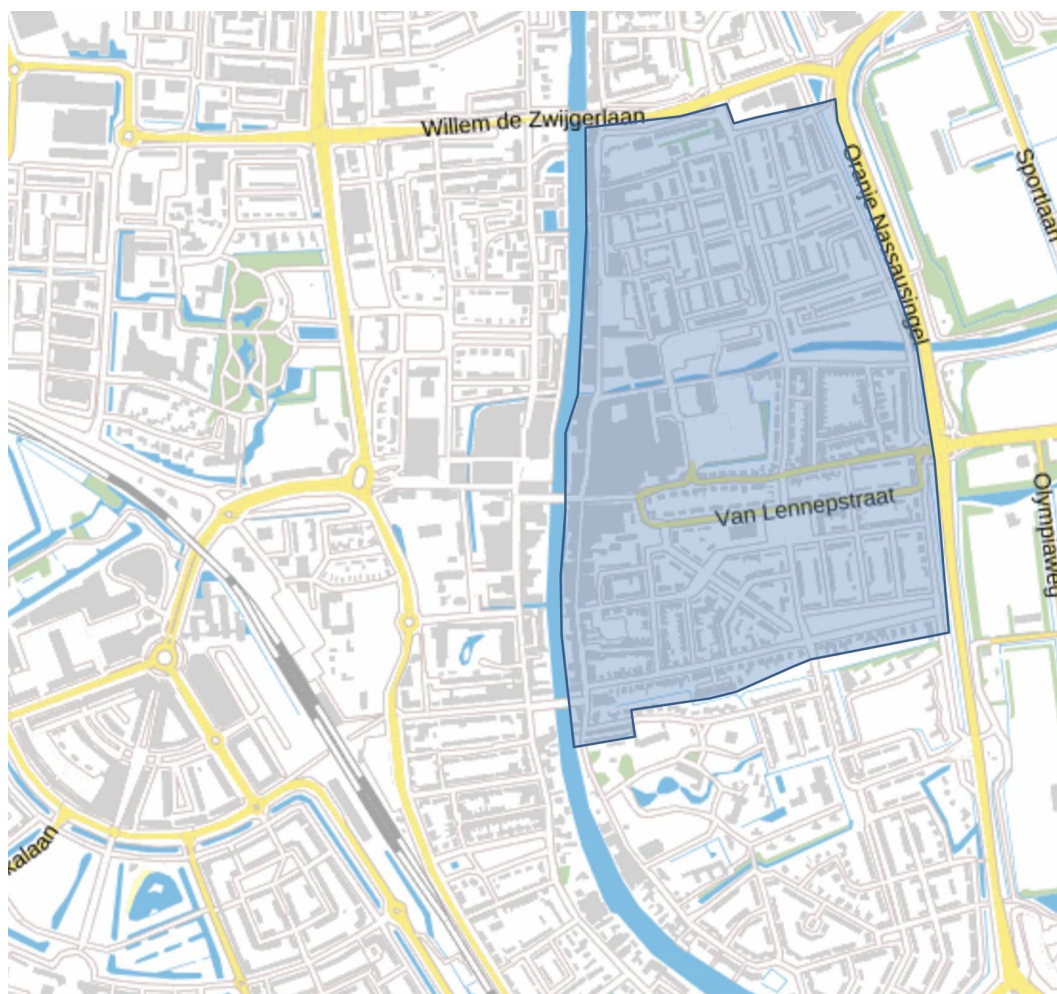 Willem de Zwijgerlaan
Oranje Nassausingel
Sportlaan
Van Lennepstraat
Olympiaweg
kalaan